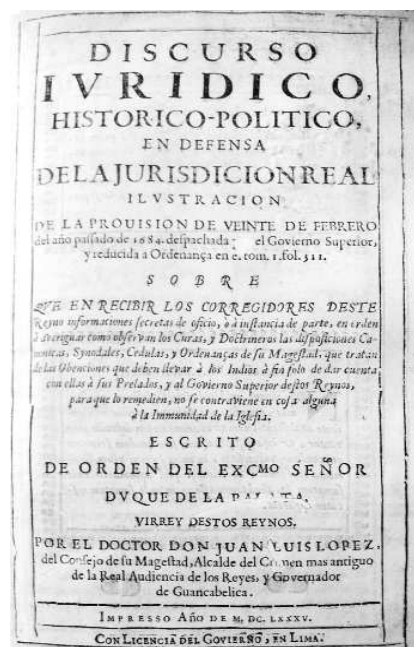 DISCURSO
IVRIDICO,
HISTORICO-POLITICO,
EN DEFENSA
DE LA JURISDICION REAL
ILVSTRACION
DE LA PROUISION DE VEINTE DE FEBRERO
del año passado de 1684. despachada el Govierno Superior,
y reducida a Ordenança en e. tom. 1. fol. 311.
SOBRE
QVE EN RECIBIR LOS CORREGIDORES DESTE
Reyno informaciones secretas de oficio, o à instancia de parte, en orden
à averiguar como observan los Curas, y Doctrineros las disposiciones Ca-
nonicas, Synodales, Cedulas, y Ordenanças de su Magestad, que tratan
de las Obenciones que deben llevar à los Indios à fin solo de dar cuenta
con ellas à sus Prelados, y al Govierno Superior destos Reynos,
para que lo remedien, no se contraviene en cosa alguna
à la Immunidad de la Iglesia.
ESCRITO
DE ORDEN DEL EXCMO SEÑOR
DVQUE DE LA PALATA,
VIRREY DESTOS REYNOS.
POR EL DOCTOR DON JUAN LUIS LOPEZ,
del Consejo de su Magestad, Alcalde del Crimen mas antiguo
de la Real Audiencia de los Reyes, y Governador
de Guancabelica.
IMPRESSO AÑO DE M. DC. LXXXV.
CON LICENCIA DEL GOVIERNO, EN LIMA.